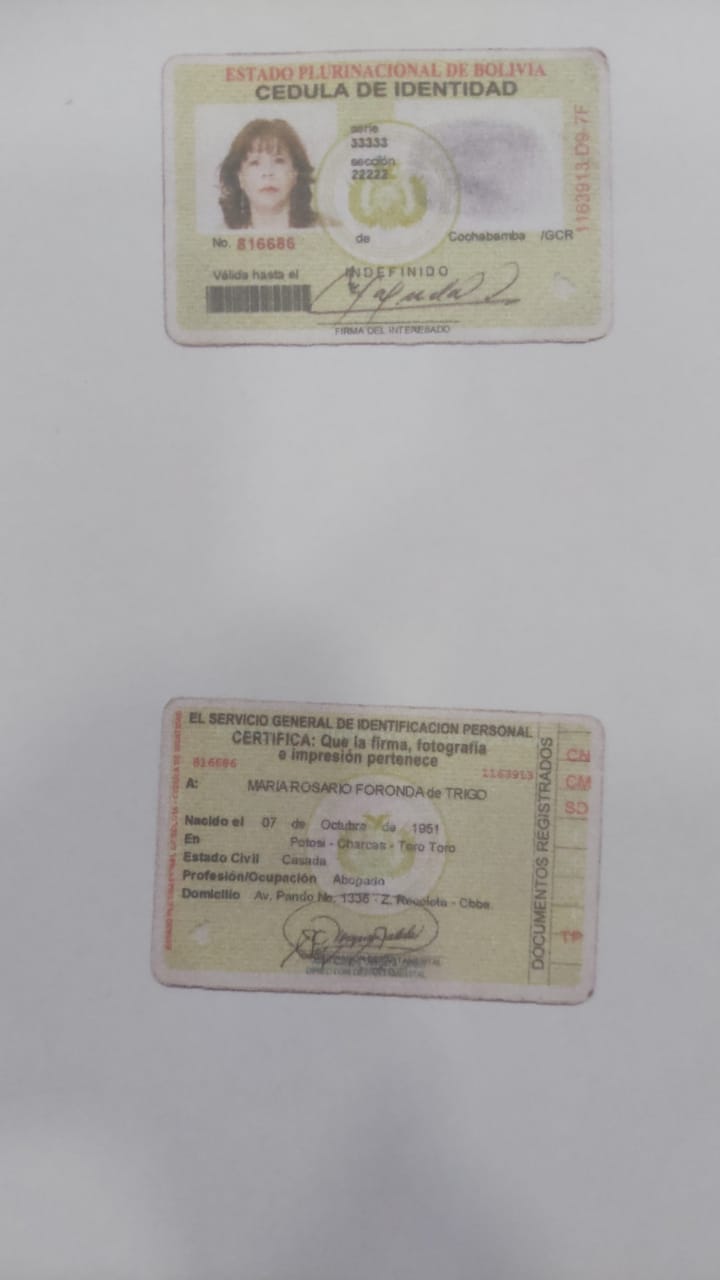 ESTADO PLURINACIONAL DE BOLIVIA
CEDULA DE IDENTIDAD
serie
33333
sección
22222
No. 816686 de Cochabamba /GCR
Válida hasta el INDEFINIDO
FIRMA DEL INTERESADO
1163913 D9-7F
EL SERVICIO GENERAL DE IDENTIFICACION PERSONAL
CERTIFICA: Que la firma, fotografía
e impresión pertenece
816686 1163913
A: MARIA ROSARIO FORONDA de TRIGO
Nacido el 07 de Octubre de 1951
En Potosi - Charcas - Toro Toro
Estado Civil Casada
Profesión/Ocupación Abogado
Domicilio Av. Pando No. 1336 - Z. Recoleta - Cbba.
DOCUMENTOS REGISTRADOS
CN
CM
SD
TP